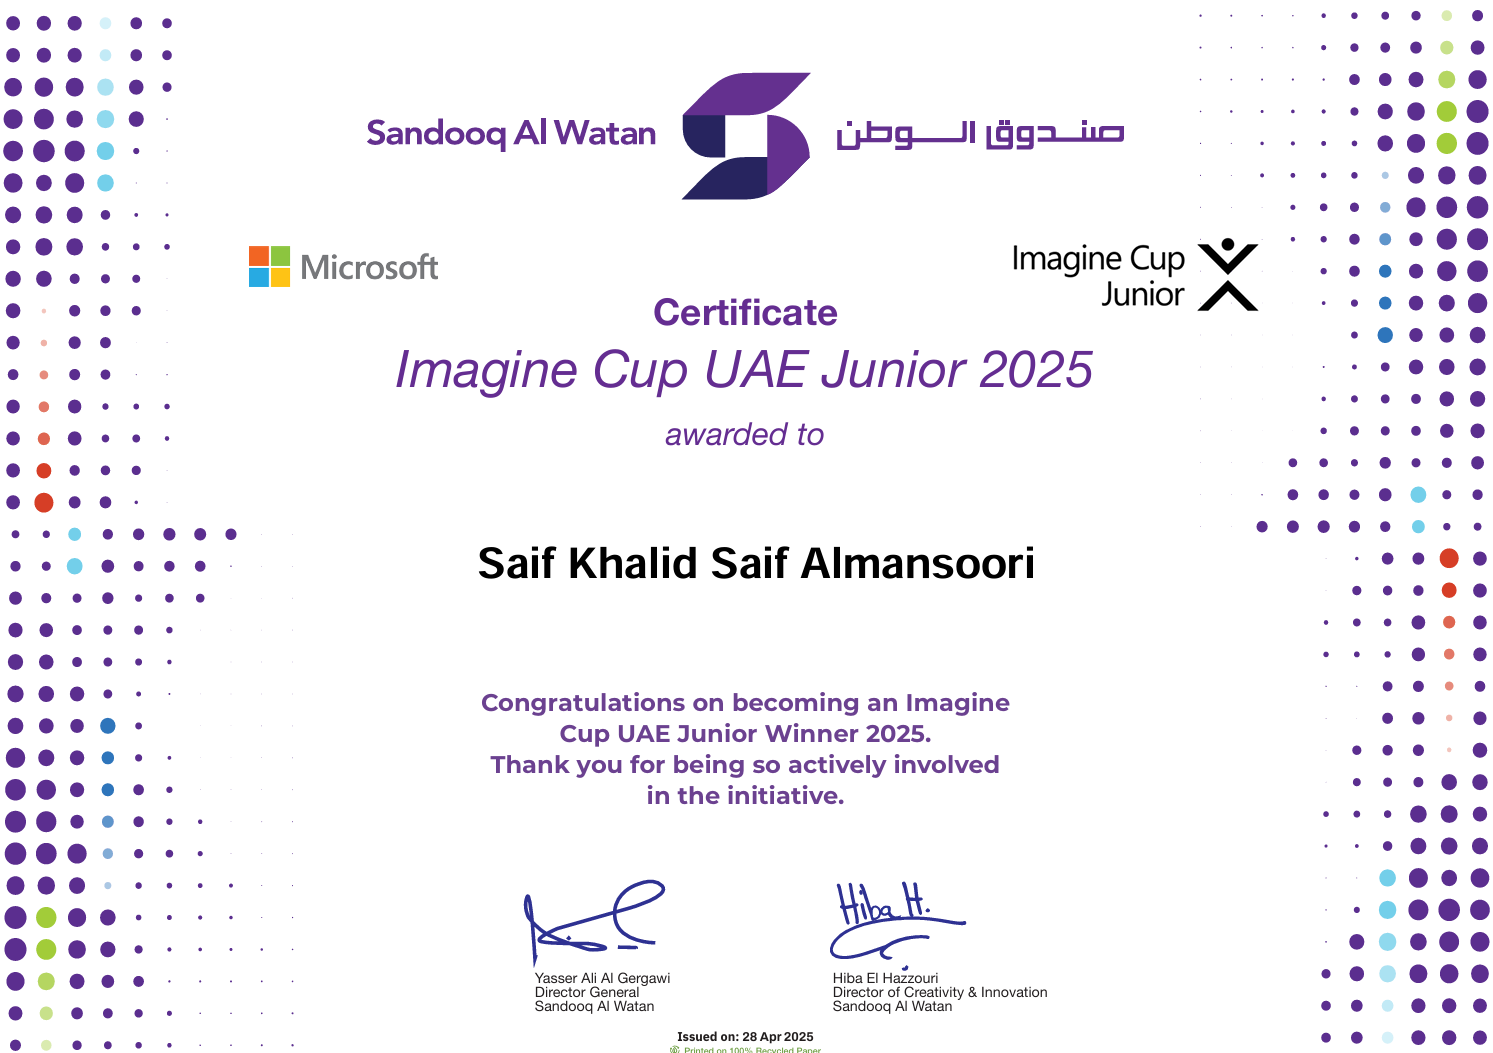 Sandooq Al Watan
صندوق الوطن
Microsoft
Imagine Cup
Junior
Certificate
Imagine Cup UAE Junior 2025
awarded to
Saif Khalid Saif Almansoori
Congratulations on becoming an Imagine
Cup UAE Junior Winner 2025.
Thank you for being so actively involved
in the initiative.
Hiba H.
Yasser Ali Al Gergawi
Director General
Sandooq Al Watan
Hiba El Hazzouri
Director of Creativity & Innovation
Sandooq Al Watan
Issued on: 28 Apr 2025
Printed on 100% Recycled Paper